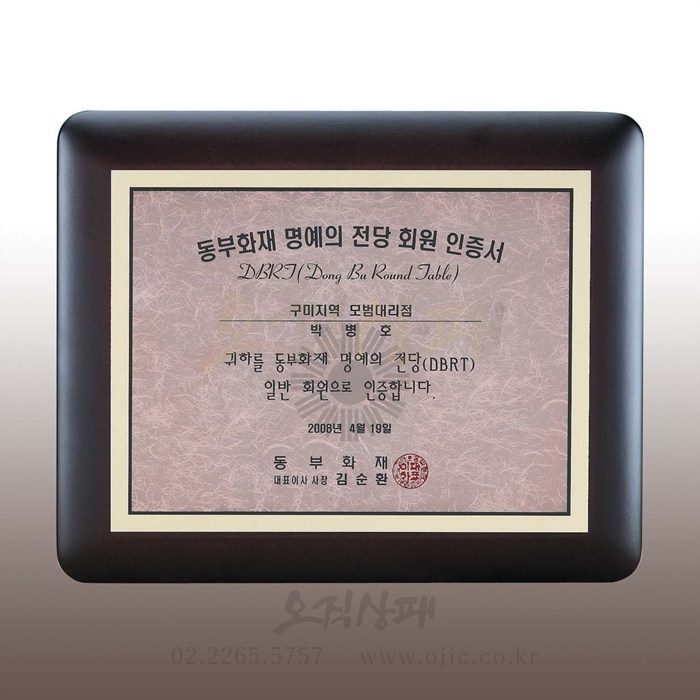 동부화재 명예의 전당 회원 인증서
DBRT(Dong Bu Round Table)
구미지역 모범대리점
박 병 호
귀하를 동부화재 명예의 전당(DBRT)
일반 회원으로 인증합니다.
2008년 4월 19일
동 부 화 재
대표이사 사장 김 순 환
오직상패
02.2265.5757 www.ojic.co.kr